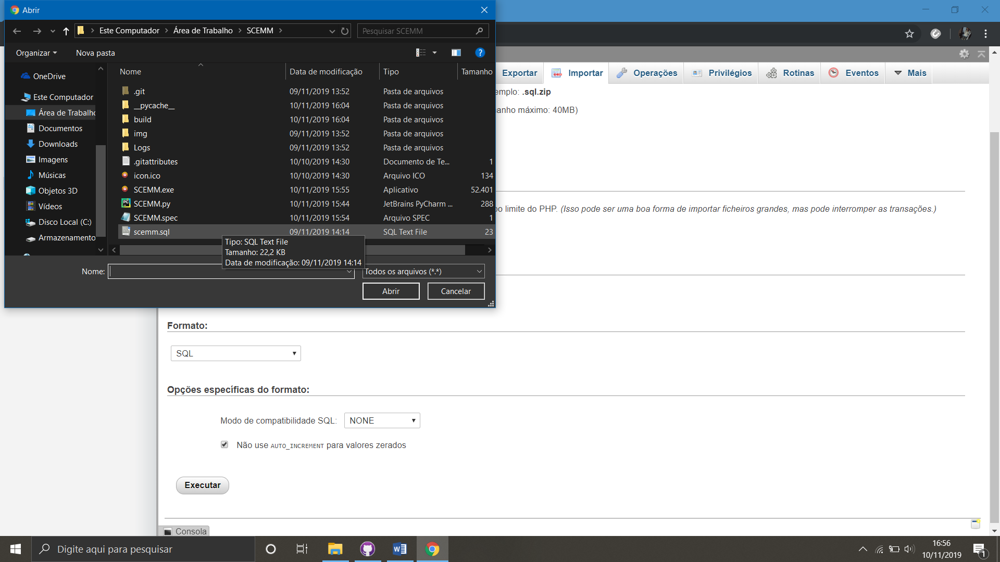 Abrir
Este Computador
Área de Trabalho
SCEMM
Pesquisar SCEMM
Organizar
Nova pasta
Nome
Data de modificação
Tipo
Tamanho
OneDrive
Este Computador
Área de Trabalho
Documentos
Downloads
Imagens
Músicas
Objetos 3D
Vídeos
Disco Local (C:)
Armazenamento
.git 09/11/2019 13:52 Pasta de arquivos
__pycache__ 10/11/2019 16:04 Pasta de arquivos
build 10/11/2019 16:04 Pasta de arquivos
img 09/11/2019 13:52 Pasta de arquivos
Logs 09/11/2019 13:52 Pasta de arquivos
.gitattributes 10/10/2019 14:30 Documento de Te... 1
icon.ico 10/10/2019 14:30 Arquivo ICO 134
SCEMM.exe 10/11/2019 15:55 Aplicativo 52.401
SCEMM.py 10/11/2019 15:44 JetBrains PyCharm ... 288
SCEMM.spec 10/11/2019 15:54 Arquivo SPEC 1
scemm.sql 09/11/2019 14:14 SQL Text File 23
Tipo: SQL Text File
Tamanho: 22,2 KB
Data de modificação: 09/11/2019 14:14
Nome:
Todos os arquivos (*.*)
Abrir
Cancelar
Exportar
Importar
Operações
Privilégios
Rotinas
Eventos
Mais
emplo: .sql.zip
anho máximo: 40MB)
po limite do PHP. (Isso pode ser uma boa forma de importar ficheiros grandes, mas pode interromper as transações.)
Formato:
SQL
Opções específicas do formato:
Modo de compatibilidade SQL: NONE
Não use AUTO_INCREMENT para valores zerados
Executar
Consola
Digite aqui para pesquisar
16:56
10/11/2019
1